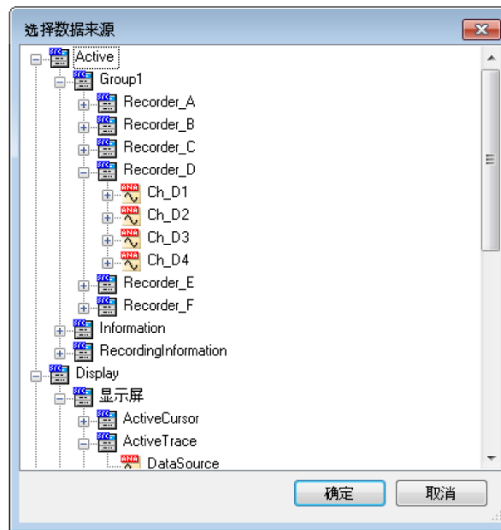 选择数据来源
Active
Group1
Recorder_A
Recorder_B
Recorder_C
Recorder_D
Ch_D1
Ch_D2
Ch_D3
Ch_D4
Recorder_E
Recorder_F
Information
RecordingInformation
Display
显示屏
ActiveCursor
ActiveTrace
DataSource
确定 取消